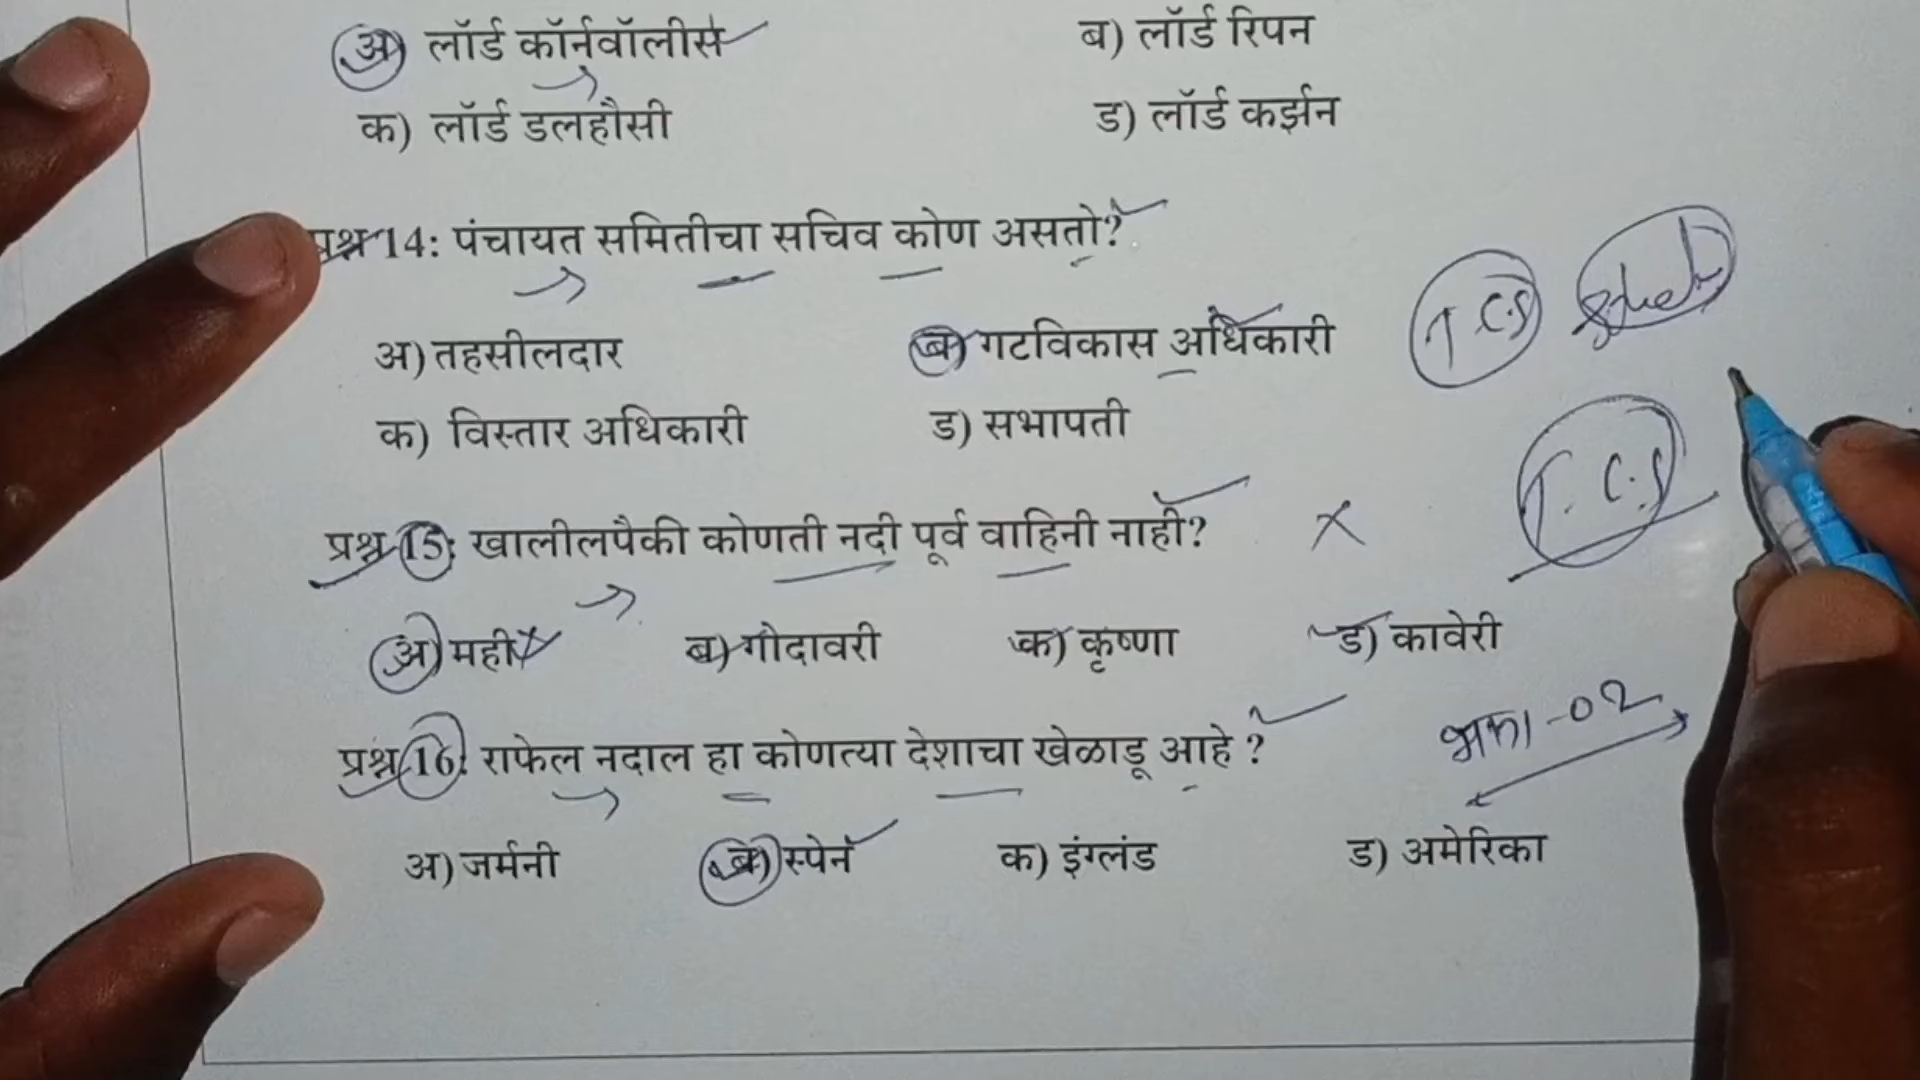 अ) लॉर्ड कॉर्नवॉलीस ब) लॉर्ड रिपन
क) लॉर्ड डलहौसी ड) लॉर्ड कर्झन
प्रश्न 14: पंचायत समितीचा सचिव कोण असतो?
अ) तहसीलदार ब) गटविकास अधिकारी
क) विस्तार अधिकारी ड) सभापती
T C.S
T.C.S
प्रश्न 15: खालीलपैकी कोणती नदी पूर्व वाहिनी नाही?
अ) मही ब) गोदावरी क) कृष्णा ड) कावेरी
प्रश्न 16: राफेल नदाल हा कोणत्या देशाचा खेळाडू आहे ?
-02
अ) जर्मनी ब) स्पेन क) इंग्लंड ड) अमेरिका